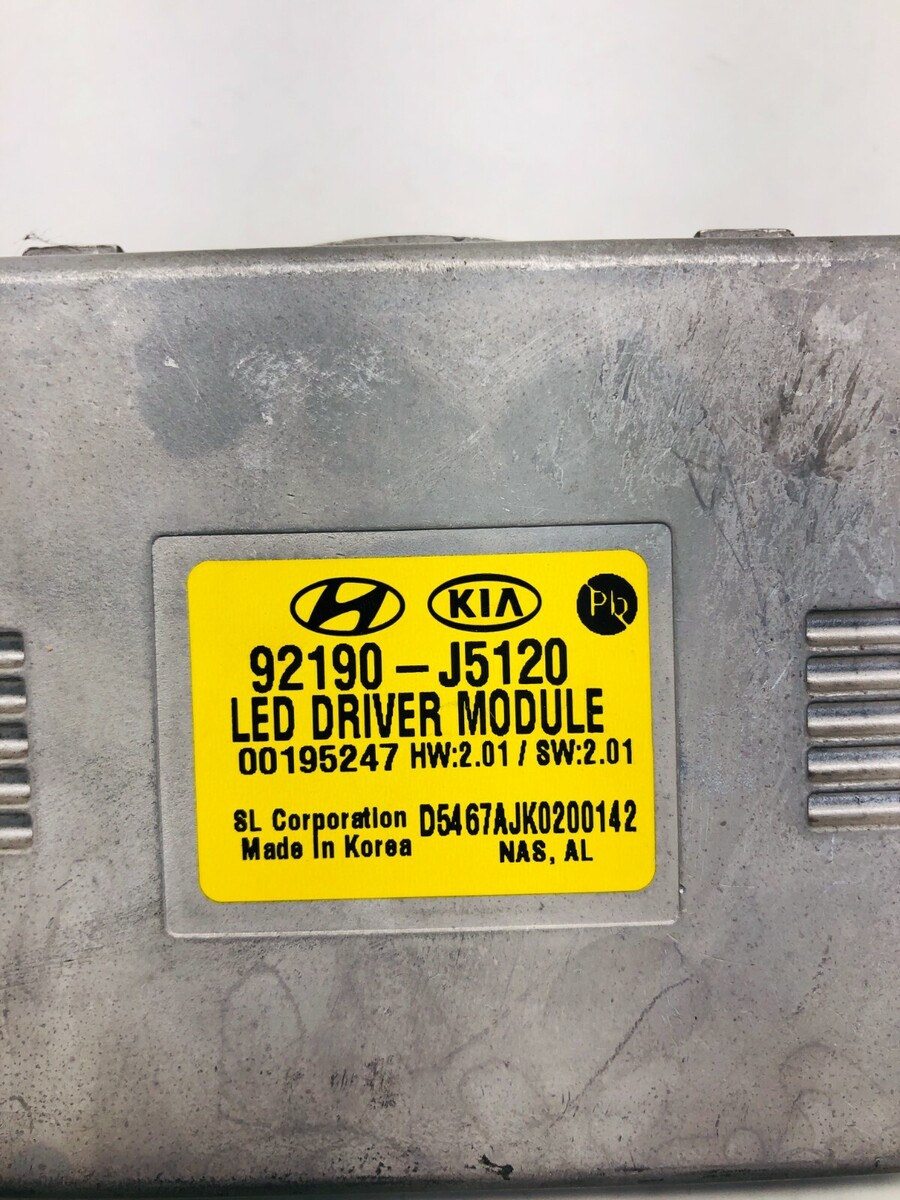 KIA Pb
92190-J5120
LED DRIVER MODULE
00195247 HW:2.01 / SW:2.01
SL Corporation D5467AJK0200142
Made In Korea NAS, AL